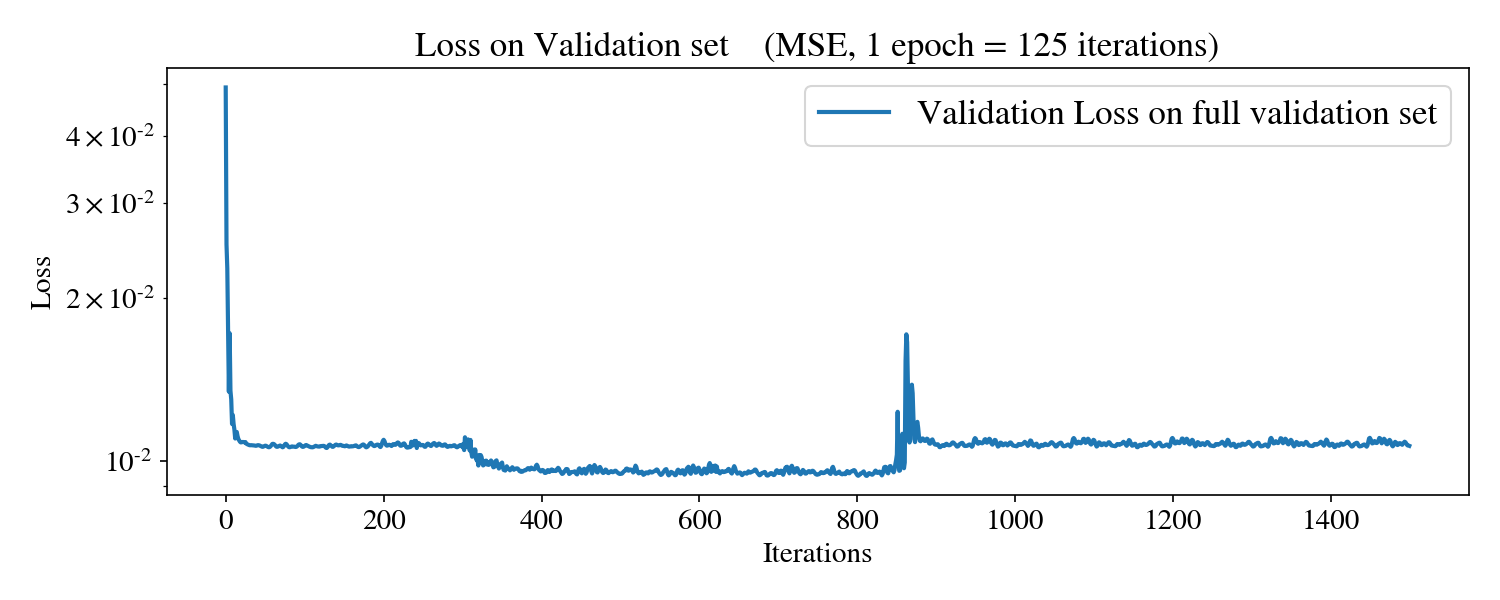 Loss on Validation set (MSE, 1 epoch = 125 iterations)
Validation Loss on full validation set
4 × 10⁻²
3 × 10⁻²
2 × 10⁻²
10⁻²
Loss
0 200 400 600 800 1000 1200 1400
Iterations